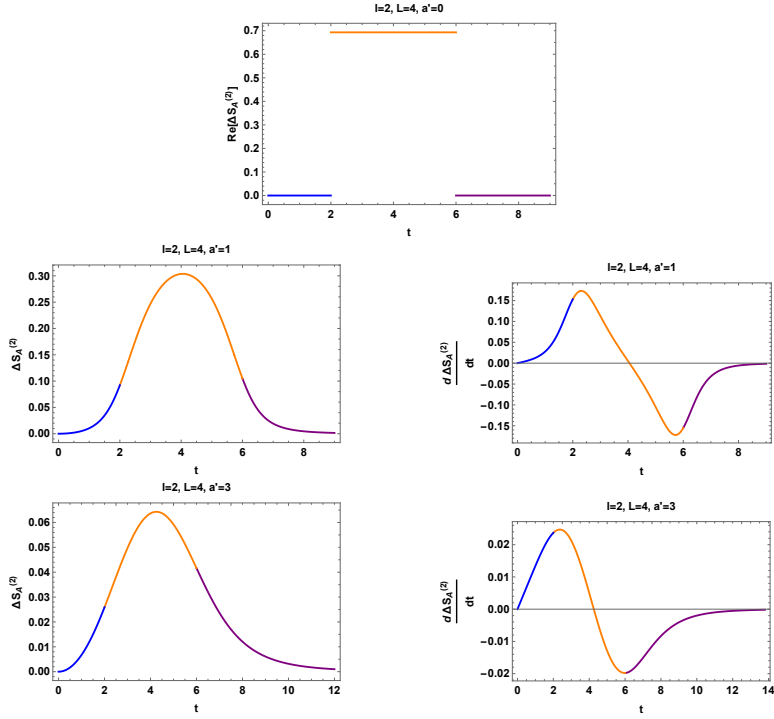 l=2, L=4, a'=0
Re[ΔS_A^(2)]
0.7
0.6
0.5
0.4
0.3
0.2
0.1
0.0
0 2 4 6 8
t
l=2, L=4, a'=1
ΔS_A^(2)
0.30
0.25
0.20
0.15
0.10
0.05
0.00
0 2 4 6 8
t
l=2, L=4, a'=1
d ΔS_A^(2)
dt
0.15
0.10
0.05
0.00
−0.05
−0.10
−0.15
0 2 4 6 8
t
l=2, L=4, a'=3
ΔS_A^(2)
0.06
0.05
0.04
0.03
0.02
0.01
0.00
0 2 4 6 8 10 12
t
l=2, L=4, a'=3
d ΔS_A^(2)
dt
0.02
0.01
0.00
−0.01
−0.02
0 2 4 6 8 10 12 14
t